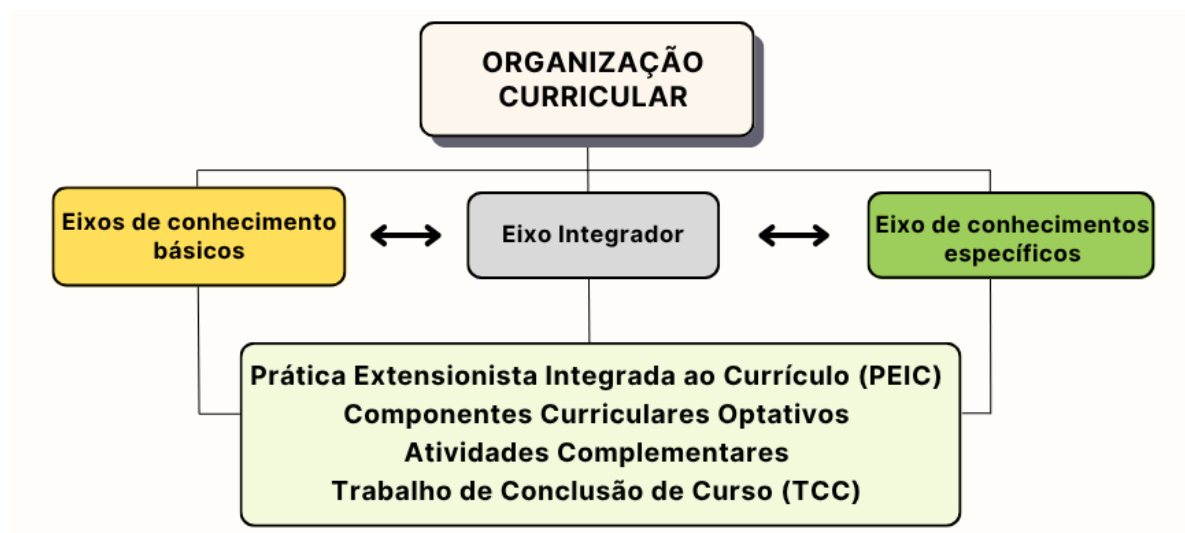 ORGANIZAÇÃO
CURRICULAR
Eixos de conhecimento
básicos
Eixo Integrador
Eixo de conhecimentos
específicos
Prática Extensionista Integrada ao Currículo (PEIC)
Componentes Curriculares Optativos
Atividades Complementares
Trabalho de Conclusão de Curso (TCC)